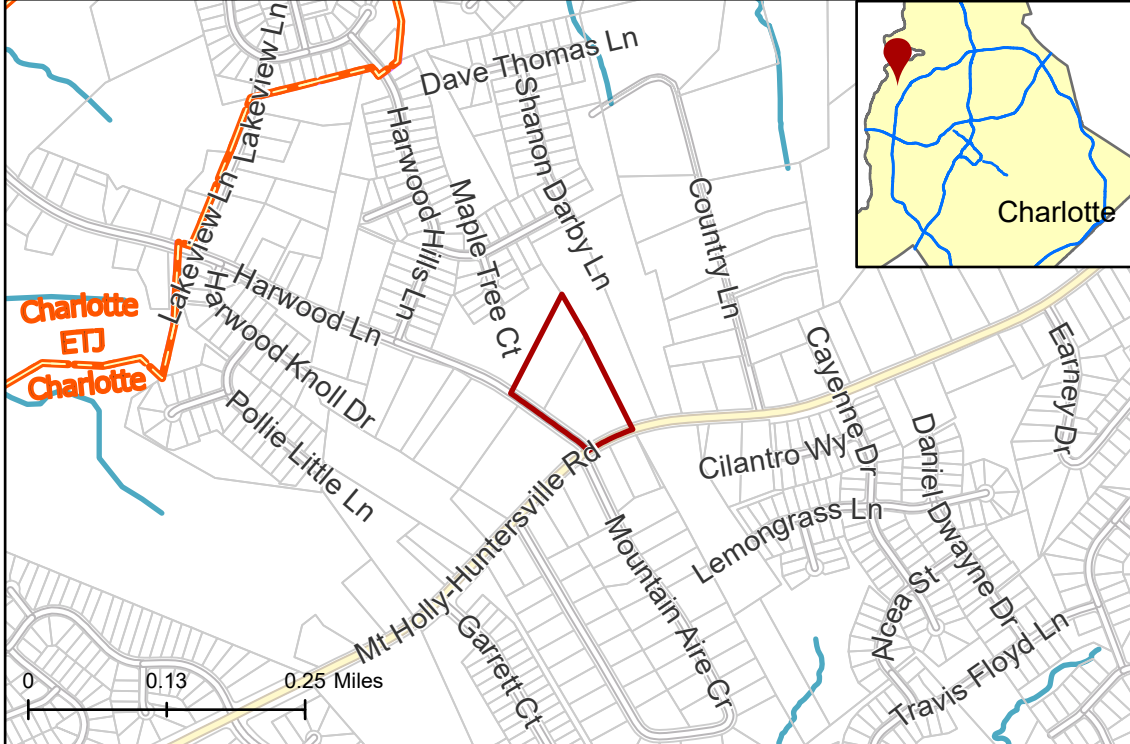 Lakeview Ln
Dave Thomas Ln
Shanon Darby Ln
Harwood Hills Ln
Maple Tree Ct
Country Ln
Charlotte
Lakeview Ln
Harwood Ln
Harwood Knoll Dr
Charlotte
ETJ
Charlotte
Pollie Little Ln
Cayenne Dr
Earney Dr
Cilantro Wy
Daniel Dwayne Dr
Lemongrass Ln
Mt Holly-Huntersville Rd
Mountain Aire Cr
Alcea St
Garrett Ct
Travis Floyd Ln
0 0.13 0.25 Miles